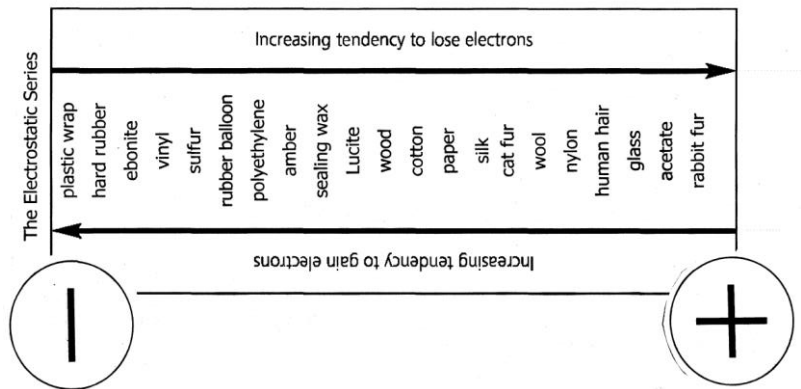 The Electrostatic Series
Increasing tendency to lose electrons
plastic wrap
hard rubber
ebonite
vinyl
sulfur
rubber balloon
polyethylene
amber
sealing wax
Lucite
wood
cotton
paper
silk
cat fur
wool
nylon
human hair
glass
acetate
rabbit fur
Increasing tendency to gain electrons
−
+